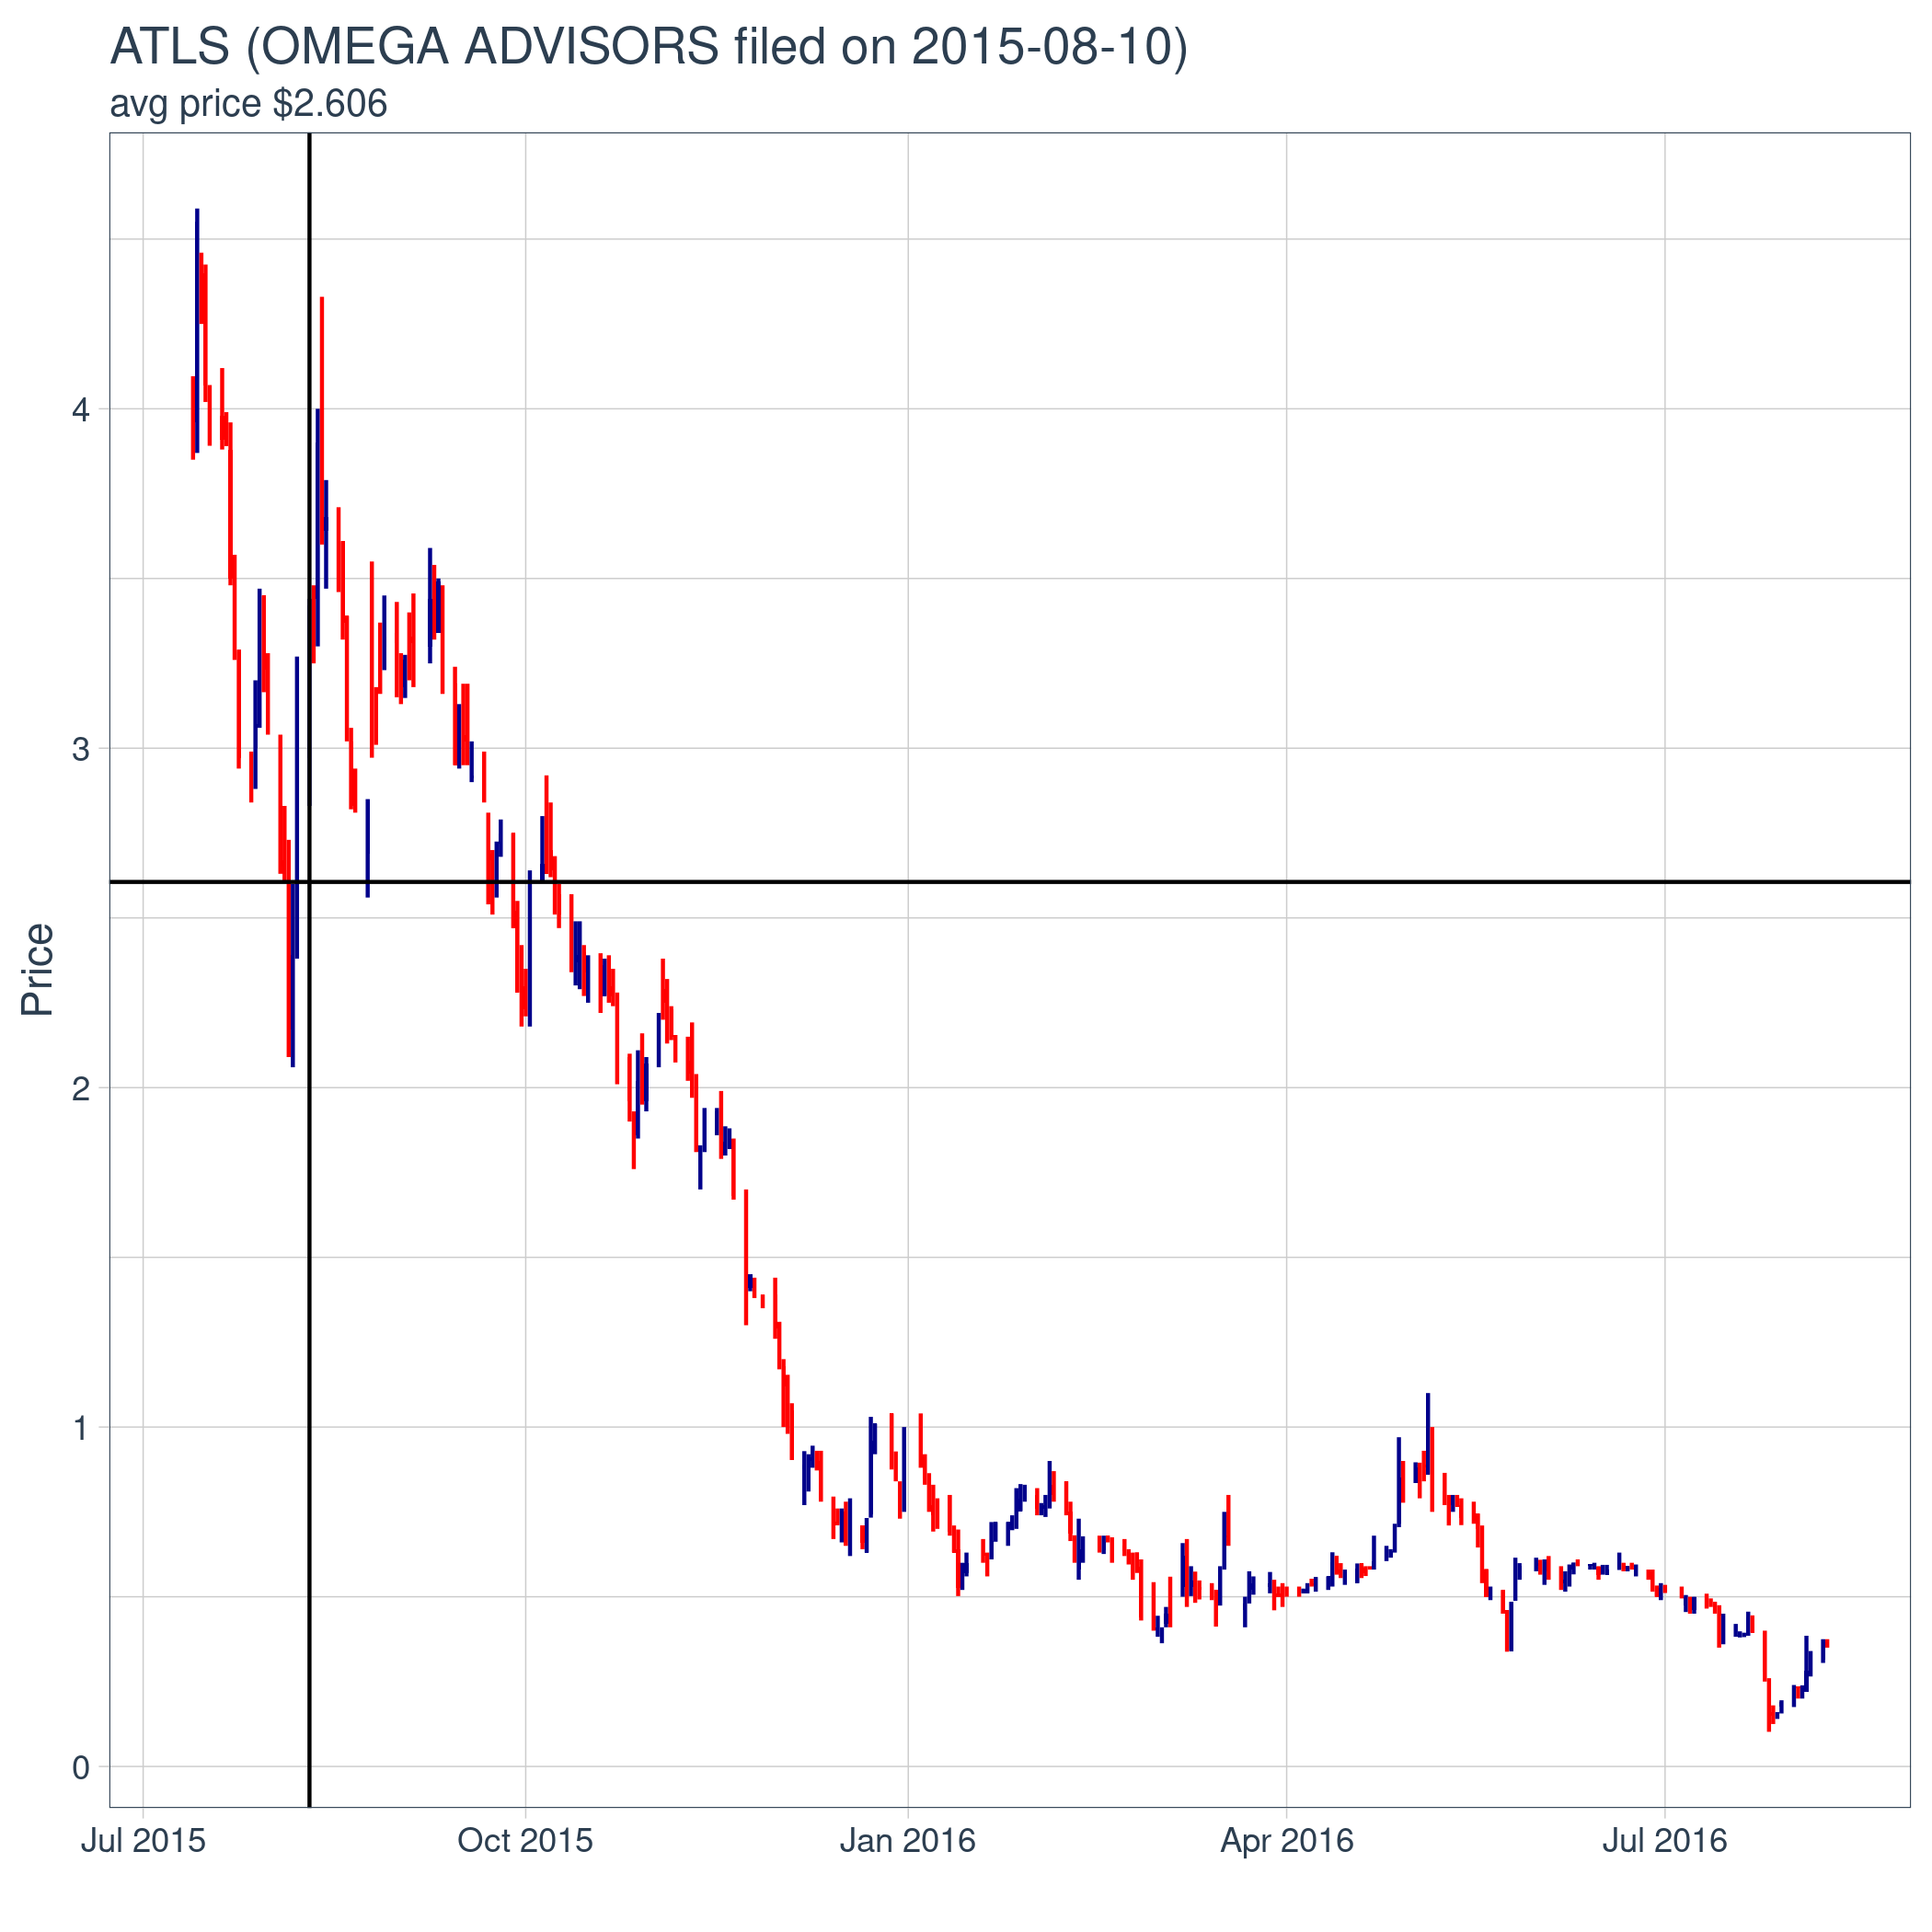 ATLS (OMEGA ADVISORS filed on 2015-08-10)
avg price $2.606
Price
4
3
2
1
0
Jul 2015
Oct 2015
Jan 2016
Apr 2016
Jul 2016